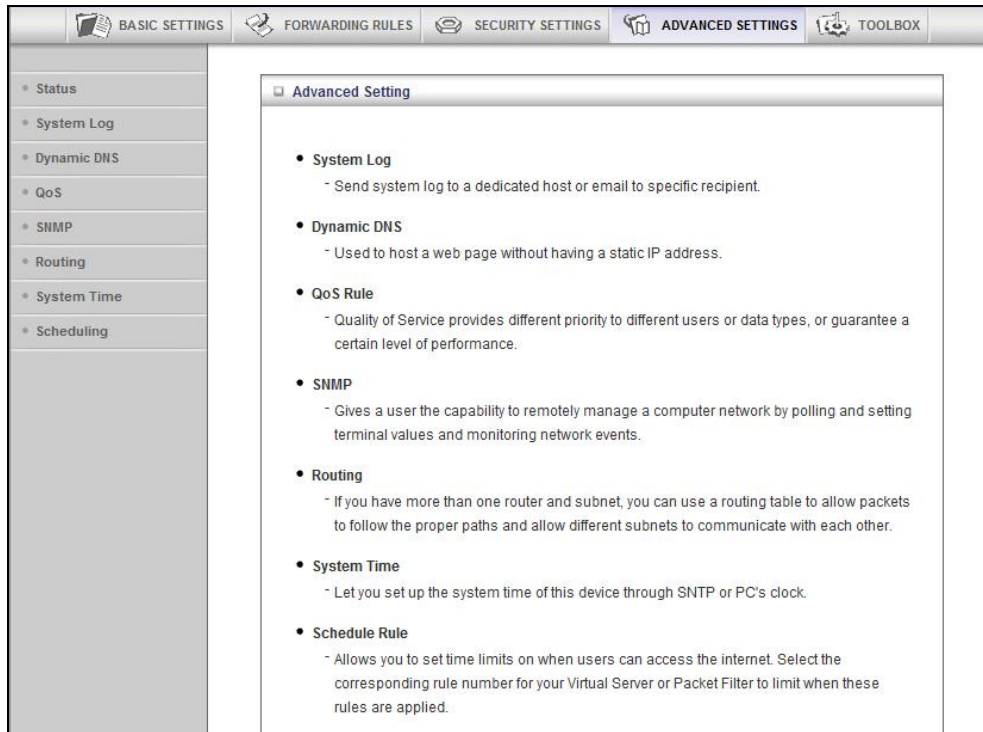 BASIC SETTINGS FORWARDING RULES SECURITY SETTINGS ADVANCED SETTINGS TOOLBOX
Status
System Log
Dynamic DNS
QoS
SNMP
Routing
System Time
Scheduling
Advanced Setting
• System Log
- Send system log to a dedicated host or email to specific recipient.
• Dynamic DNS
- Used to host a web page without having a static IP address.
• QoS Rule
- Quality of Service provides different priority to different users or data types, or guarantee a
certain level of performance.
• SNMP
- Gives a user the capability to remotely manage a computer network by polling and setting
terminal values and monitoring network events.
• Routing
- If you have more than one router and subnet, you can use a routing table to allow packets
to follow the proper paths and allow different subnets to communicate with each other.
• System Time
- Let you set up the system time of this device through SNTP or PC's clock.
• Schedule Rule
- Allows you to set time limits on when users can access the internet. Select the
corresponding rule number for your Virtual Server or Packet Filter to limit when these
rules are applied.